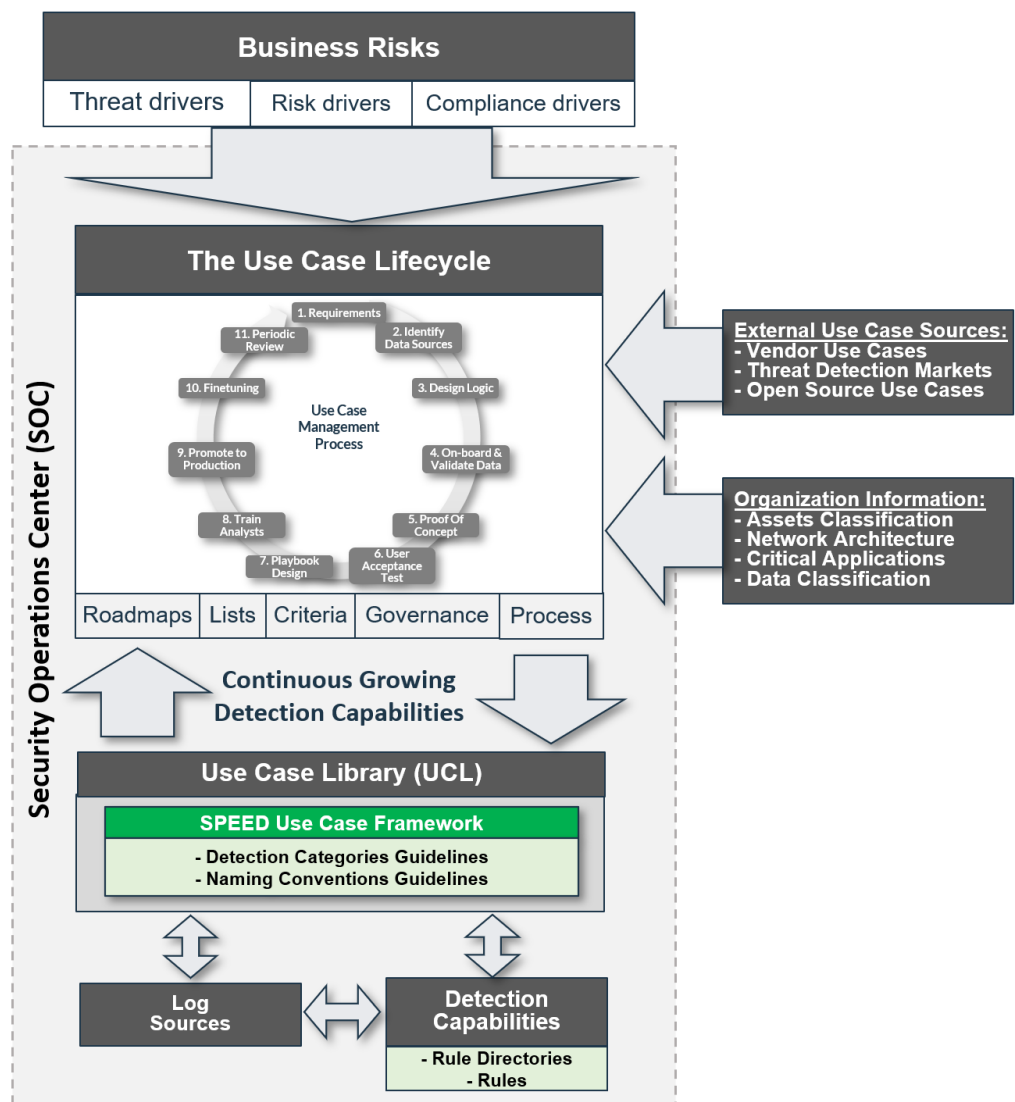 Business Risks
Threat drivers
Risk drivers
Compliance drivers
Security Operations Center (SOC)
The Use Case Lifecycle
1. Requirements
2. Identify
Data Sources
3. Design Logic
4. On-board &
Validate Data
5. Proof Of
Concept
6. User
Acceptance
Test
7. Playbook
Design
8. Train
Analysts
9. Promote to
Production
10. Finetuning
11. Periodic
Review
Use Case
Management
Process
Roadmaps
Lists
Criteria
Governance
Process
External Use Case Sources:
- Vendor Use Cases
- Threat Detection Markets
- Open Source Use Cases
Organization Information:
- Assets Classification
- Network Architecture
- Critical Applications
- Data Classification
Continuous Growing
Detection Capabilities
Use Case Library (UCL)
SPEED Use Case Framework
- Detection Categories Guidelines
- Naming Conventions Guidelines
Log
Sources
Detection
Capabilities
- Rule Directories
- Rules